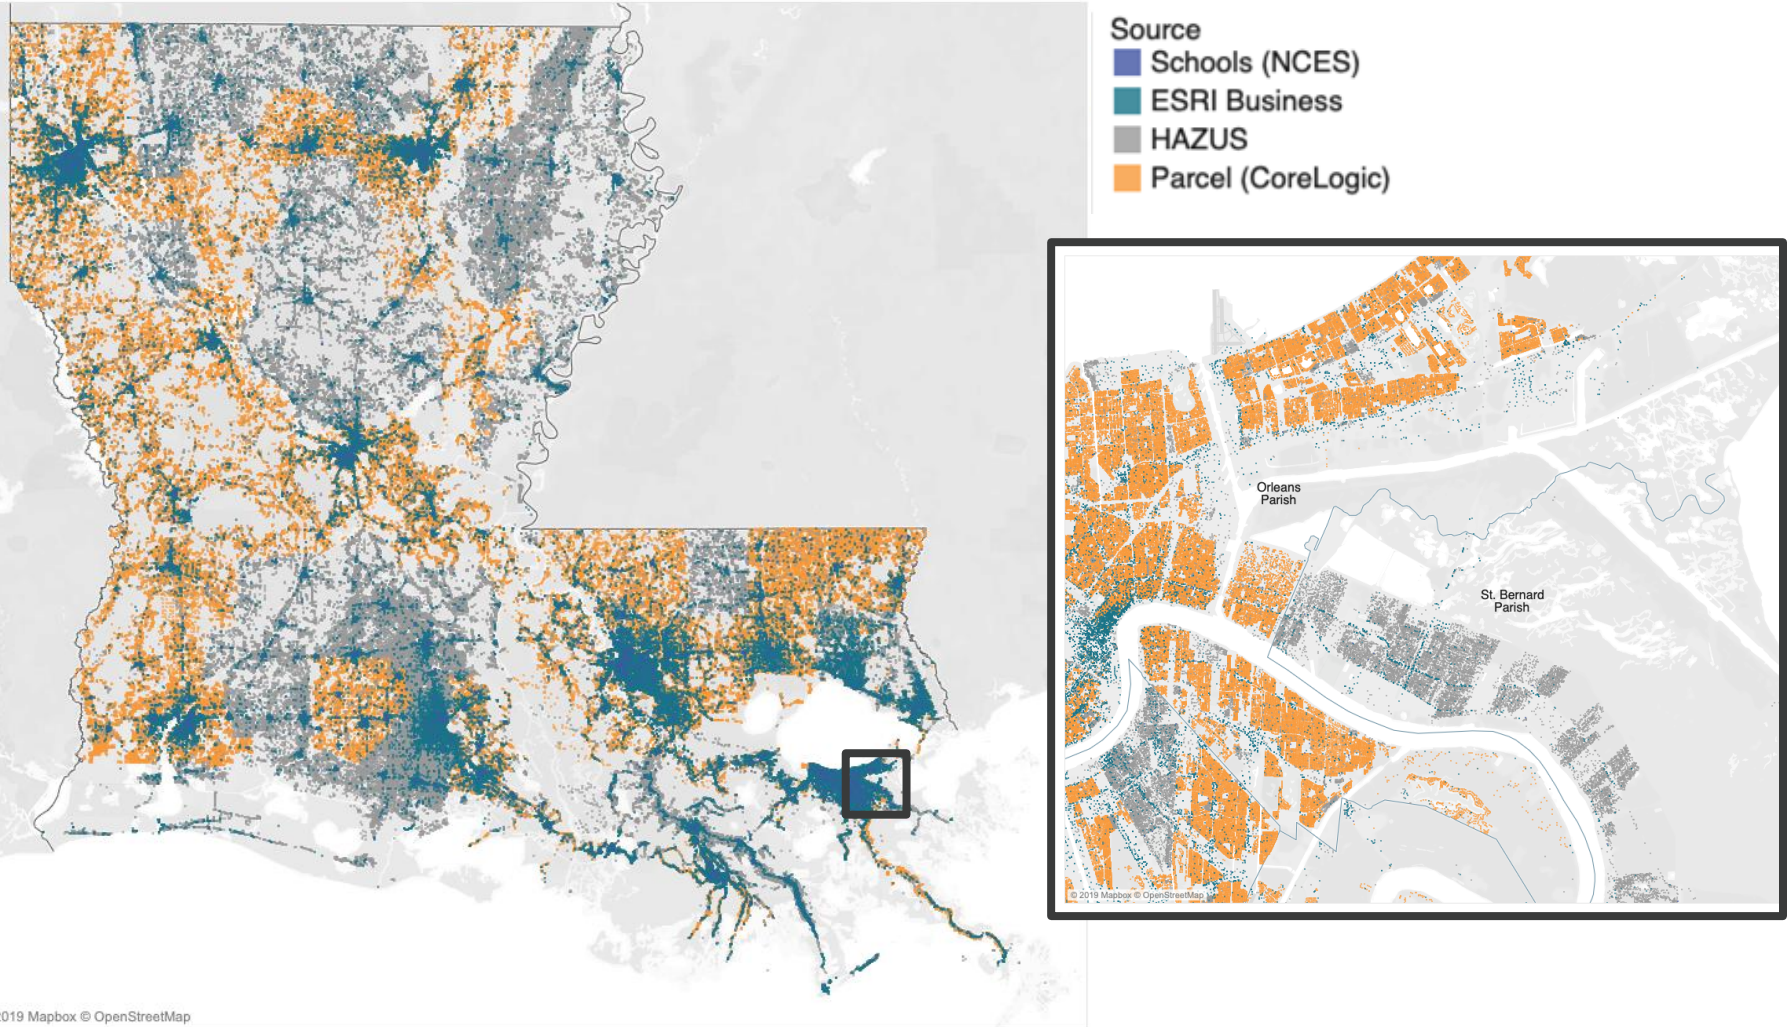 Source
Schools (NCES)
ESRI Business
HAZUS
Parcel (CoreLogic)
Orleans
Parish
St. Bernard
Parish
© 2019 Mapbox © OpenStreetMap
2019 Mapbox © OpenStreetMap